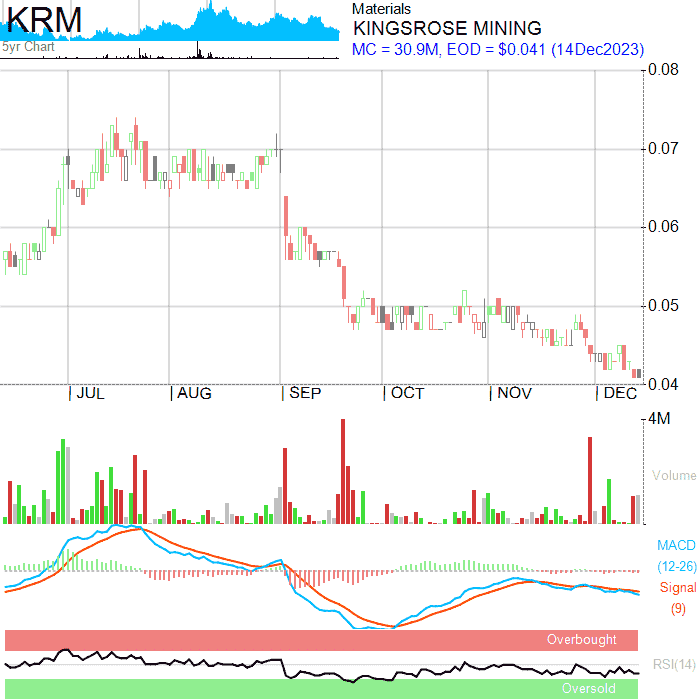 KRM
5yr Chart
Materials
KINGSROSE MINING
MC = 30.9M, EOD = $0.041 (14Dec2023)
0.08
0.07
0.06
0.05
0.04
JUL AUG SEP OCT NOV DEC
4M
Volume
MACD
(12-26)
Signal
(9)
Overbought
RSI(14)
Oversold